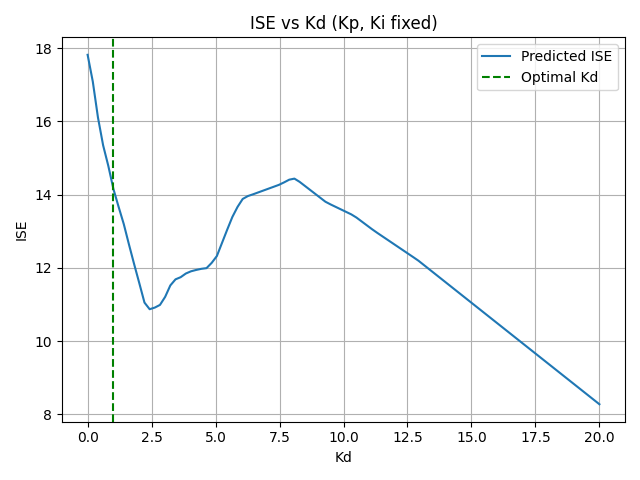 ISE vs Kd (Kp, Ki fixed)
Predicted ISE
Optimal Kd
18
16
14
12
10
8
ISE
0.0 2.5 5.0 7.5 10.0 12.5 15.0 17.5 20.0
Kd